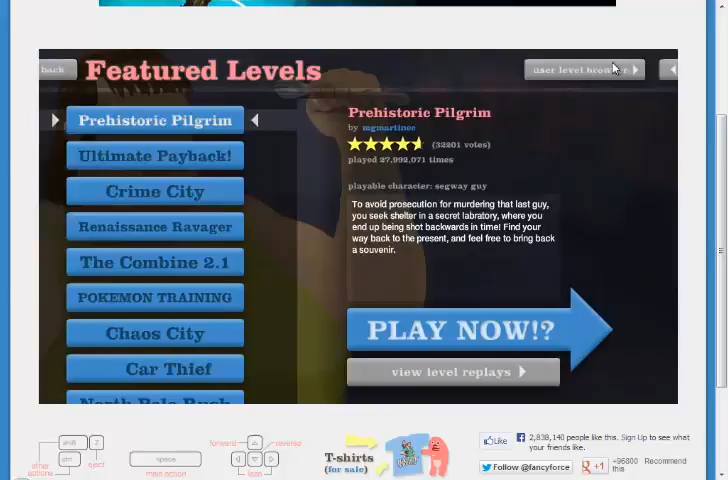 back
Featured Levels
user level browser
Prehistoric Pilgrim
Ultimate Payback!
Crime City
Renaissance Ravager
The Combine 2.1
POKEMON TRAINING
Chaos City
Car Thief
North Pole Rush
Prehistoric Pilgrim
by mgmartinee
(32201 votes)
played 27,992,071 times
playable character: segway guy
To avoid prosecution for murdering that last guy,
you seek shelter in a secret labratory, where you
end up being shot backwards in time! Find your
way back to the present, and feel free to bring back
a souvenir.
PLAY NOW!?
view level replays
shift
Z
ctrl
other
actions
eject
space
main action
forward
reverse
lean
T-shirts
(for sale)
Like
2,838,140 people like this. Sign Up to see what
your friends like.
Follow @fancyforce
+1
+96800 Recommend
this